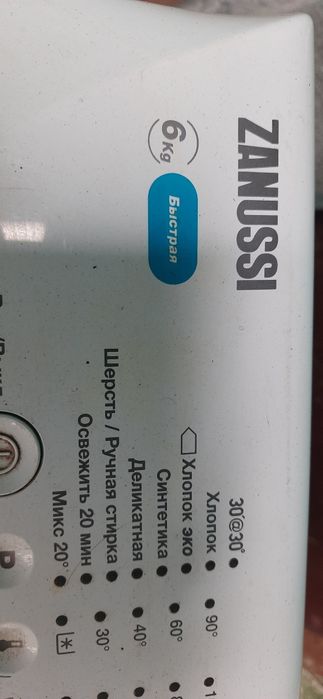 ZANUSSI
6 Kg
Быстрая
30'@30°
Хлопок
Хлопок эко
Синтетика
Деликатная
Шерсть / Ручная стирка
Освежить 20 мин
Микс 20°
90°
60°
40°
30°